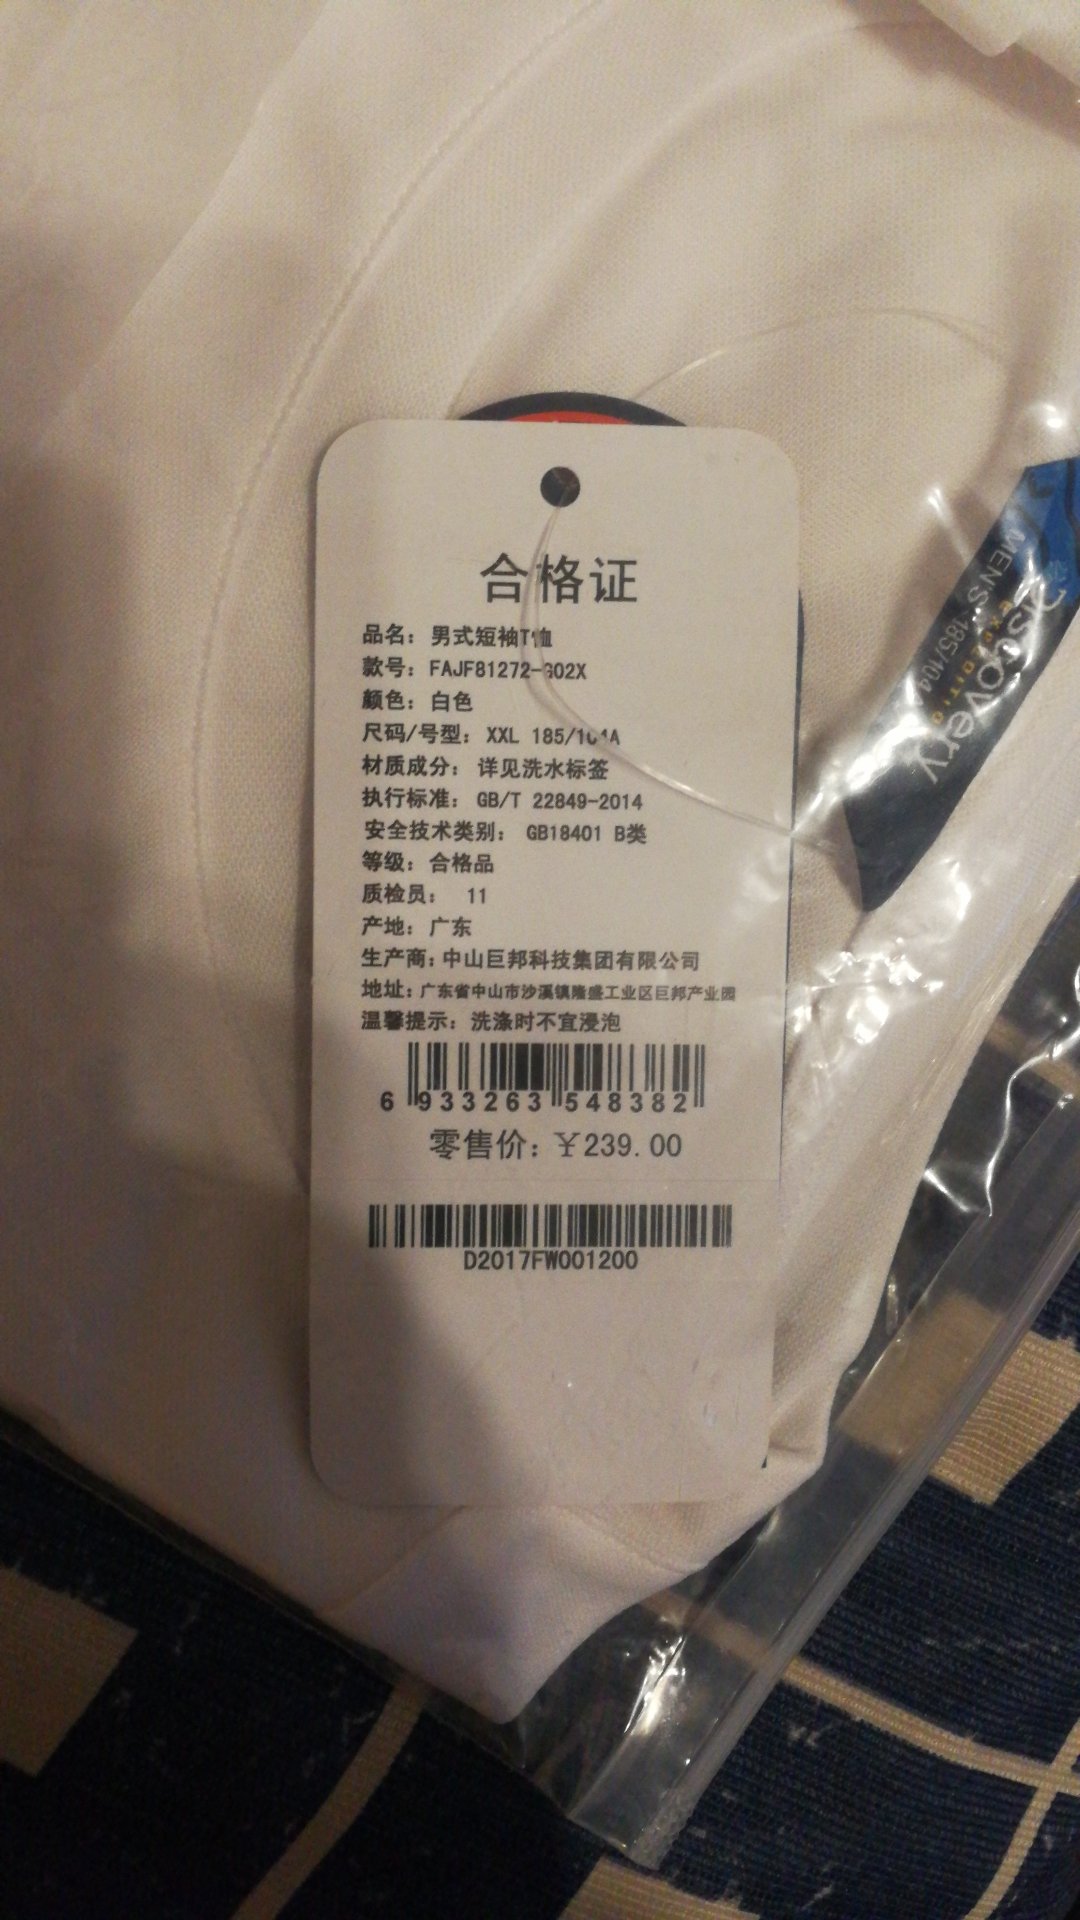 合格证
品名：男式短袖T恤
款号：FAJF81272-G02X
颜色：白色
尺码/号型：XXL 185/104A
材质成分：详见洗水标签
执行标准：GB/T 22849-2014
安全技术类别：GB18401 B类
等级：合格品
质检员： 11
产地：广东
生产商：中山巨邦科技集团有限公司
地址：广东省中山市沙溪镇隆盛工业区巨邦产业园
温馨提示：洗涤时不宜浸泡
6 933263 548382
零售价：￥239.00
D2017FW001200
Discovery
EXPEDITION
MEN'S 185/104